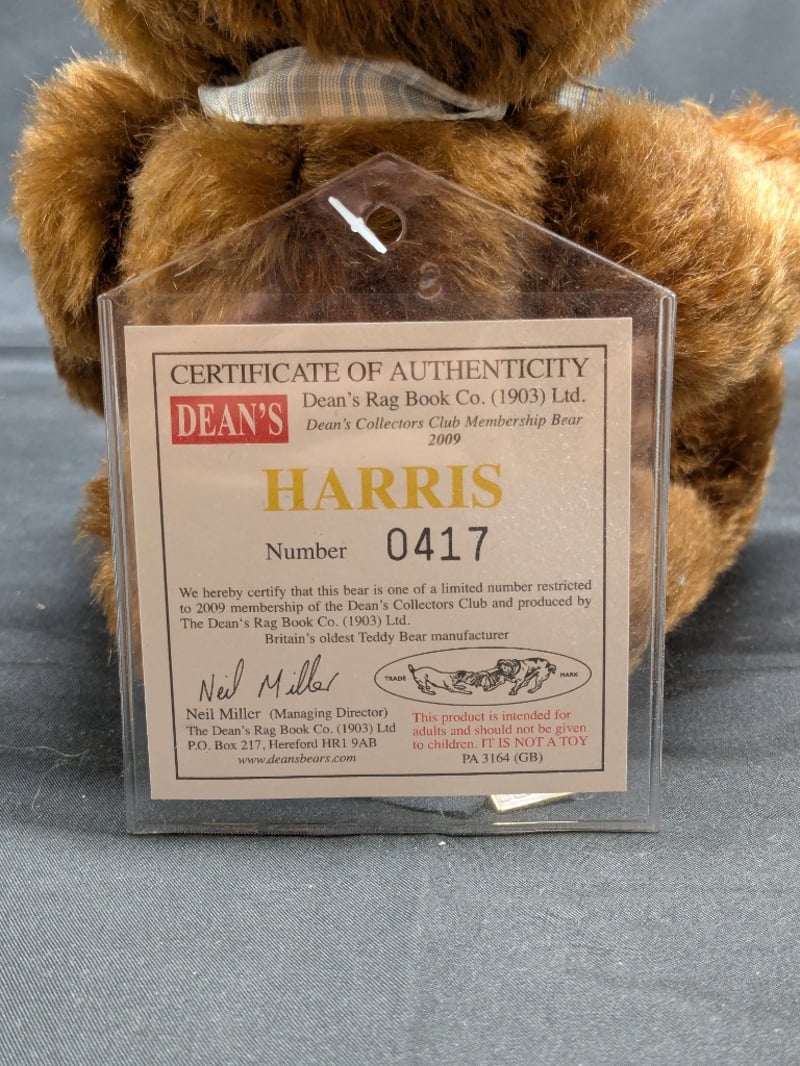 CERTIFICATE OF AUTHENTICITY
DEAN'S
Dean's Rag Book Co. (1903) Ltd.
Dean's Collectors Club Membership Bear
2009
HARRIS
Number 0417
We hereby certify that this bear is one of a limited number restricted
to 2009 membership of the Dean's Collectors Club and produced by
The Dean's Rag Book Co. (1903) Ltd.
Britain's oldest Teddy Bear manufacturer
Neil Miller
TRADE MARK
Neil Miller (Managing Director)
The Dean's Rag Book Co. (1903) Ltd
P.O. Box 217, Hereford HR1 9AB
www.deansbears.com
This product is intended for
adults and should not be given
to children. IT IS NOT A TOY
PA 3164 (GB)